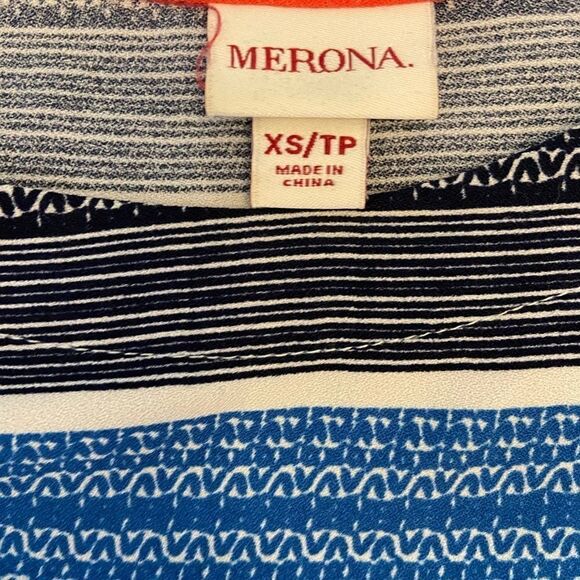 MERONA.
XS/TP
MADE IN
CHINA